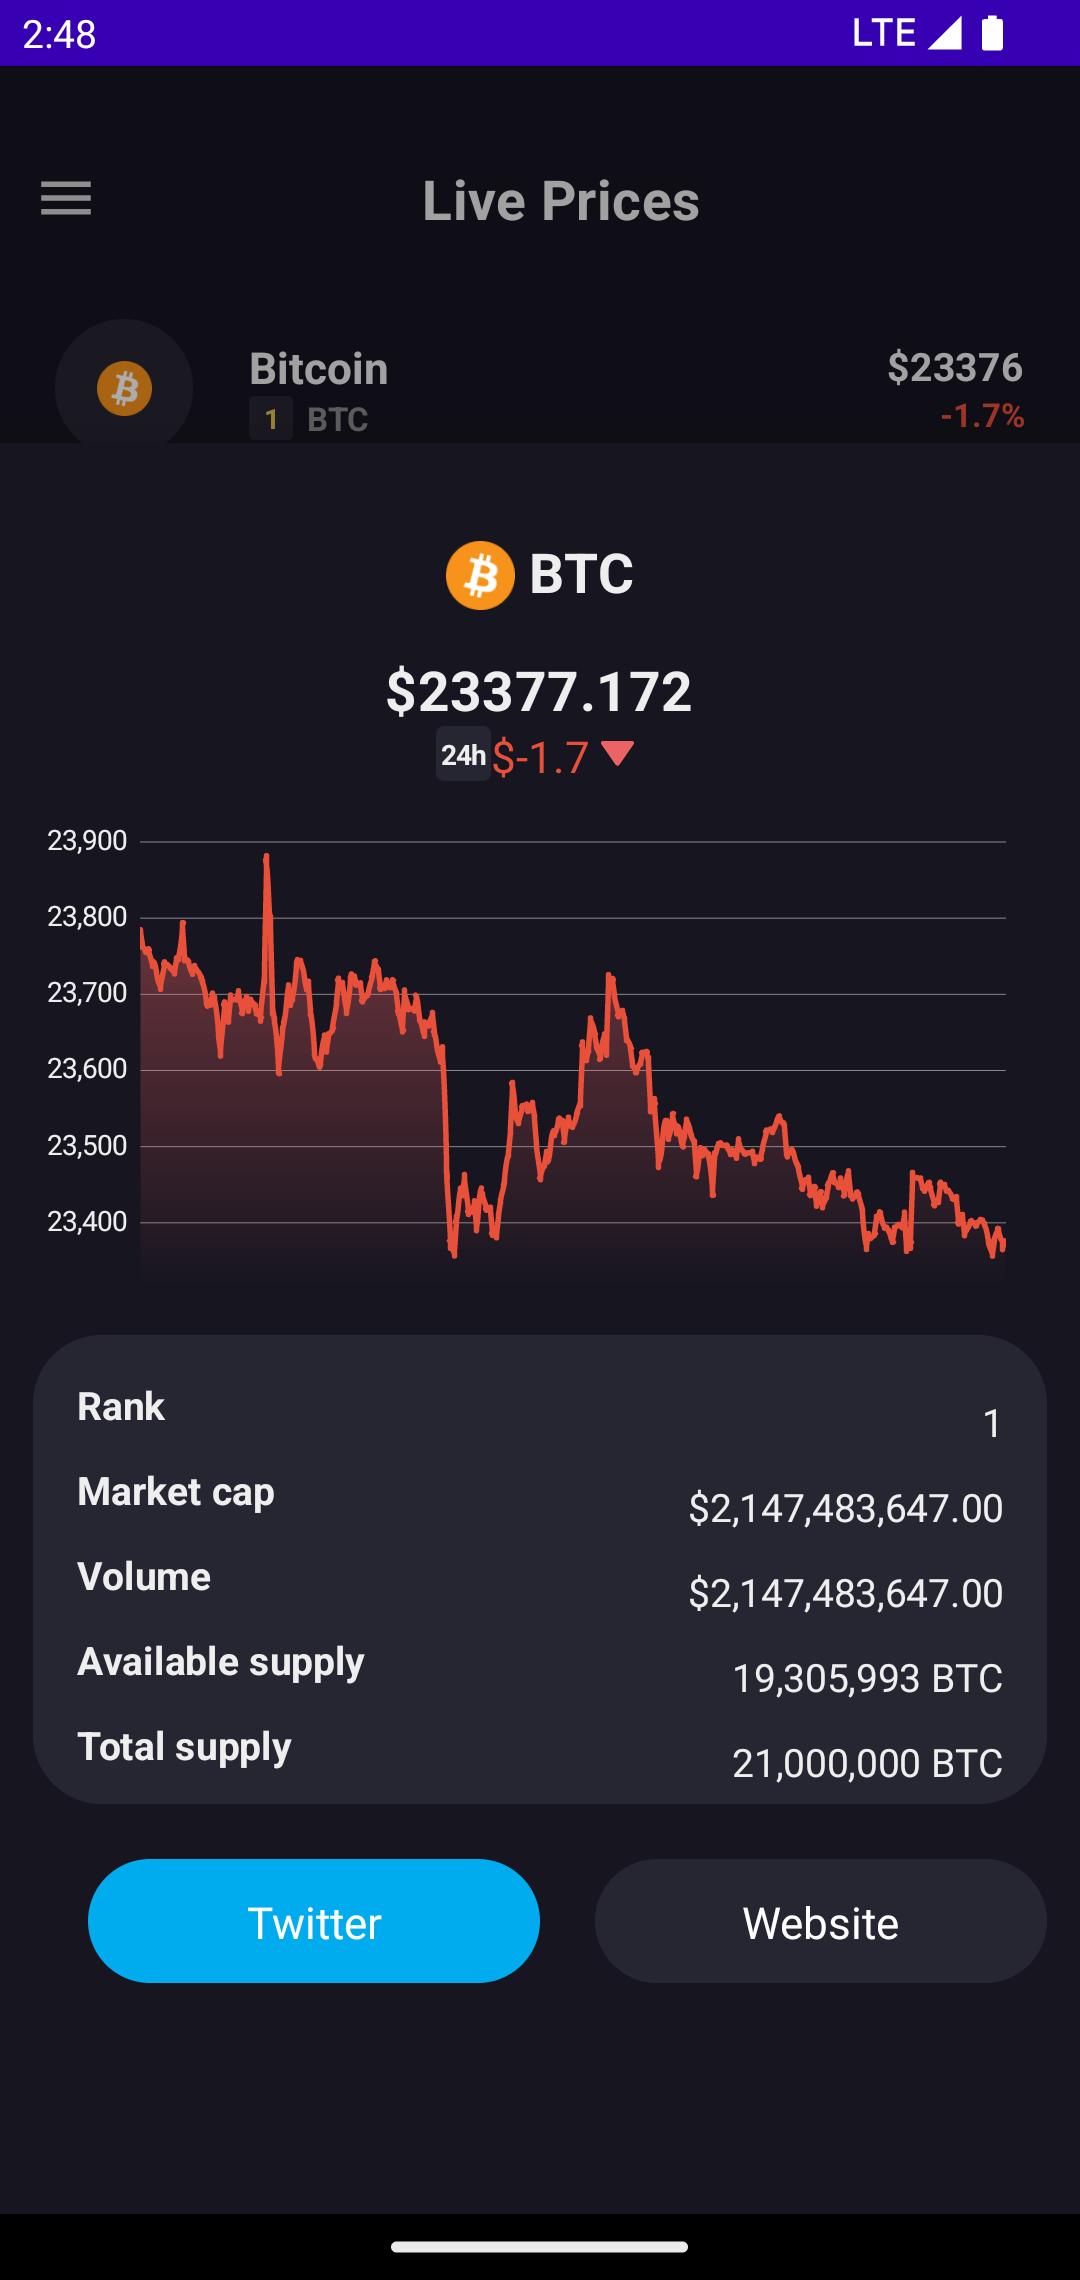 2:48 LTE
Live Prices
Bitcoin $23376
1 BTC -1.7%
BTC
$23377.172
24h $-1.7
23,900
23,800
23,700
23,600
23,500
23,400
Rank 1
Market cap $2,147,483,647.00
Volume $2,147,483,647.00
Available supply 19,305,993 BTC
Total supply 21,000,000 BTC
Twitter Website